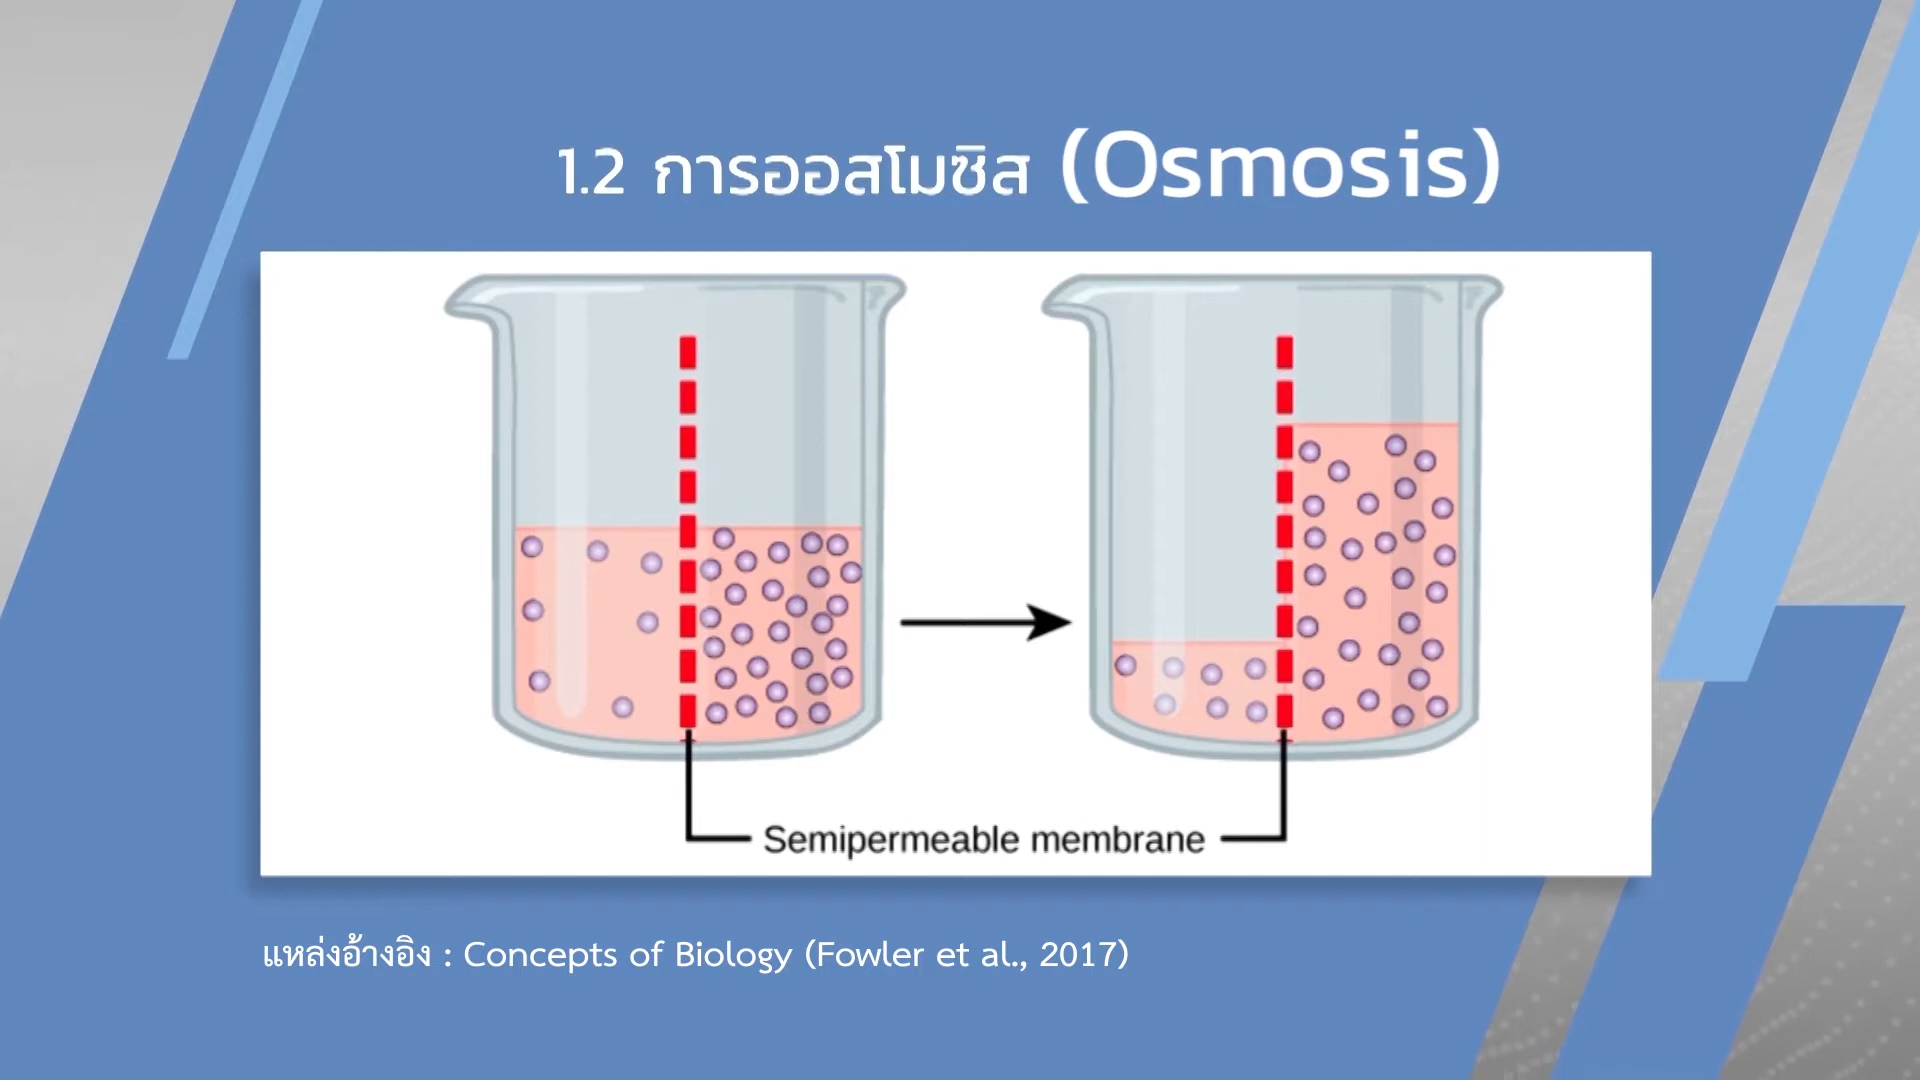 1.2 การออสโมซิส (Osmosis)
Semipermeable membrane
แหล่งอ้างอิง : Concepts of Biology (Fowler et al., 2017)